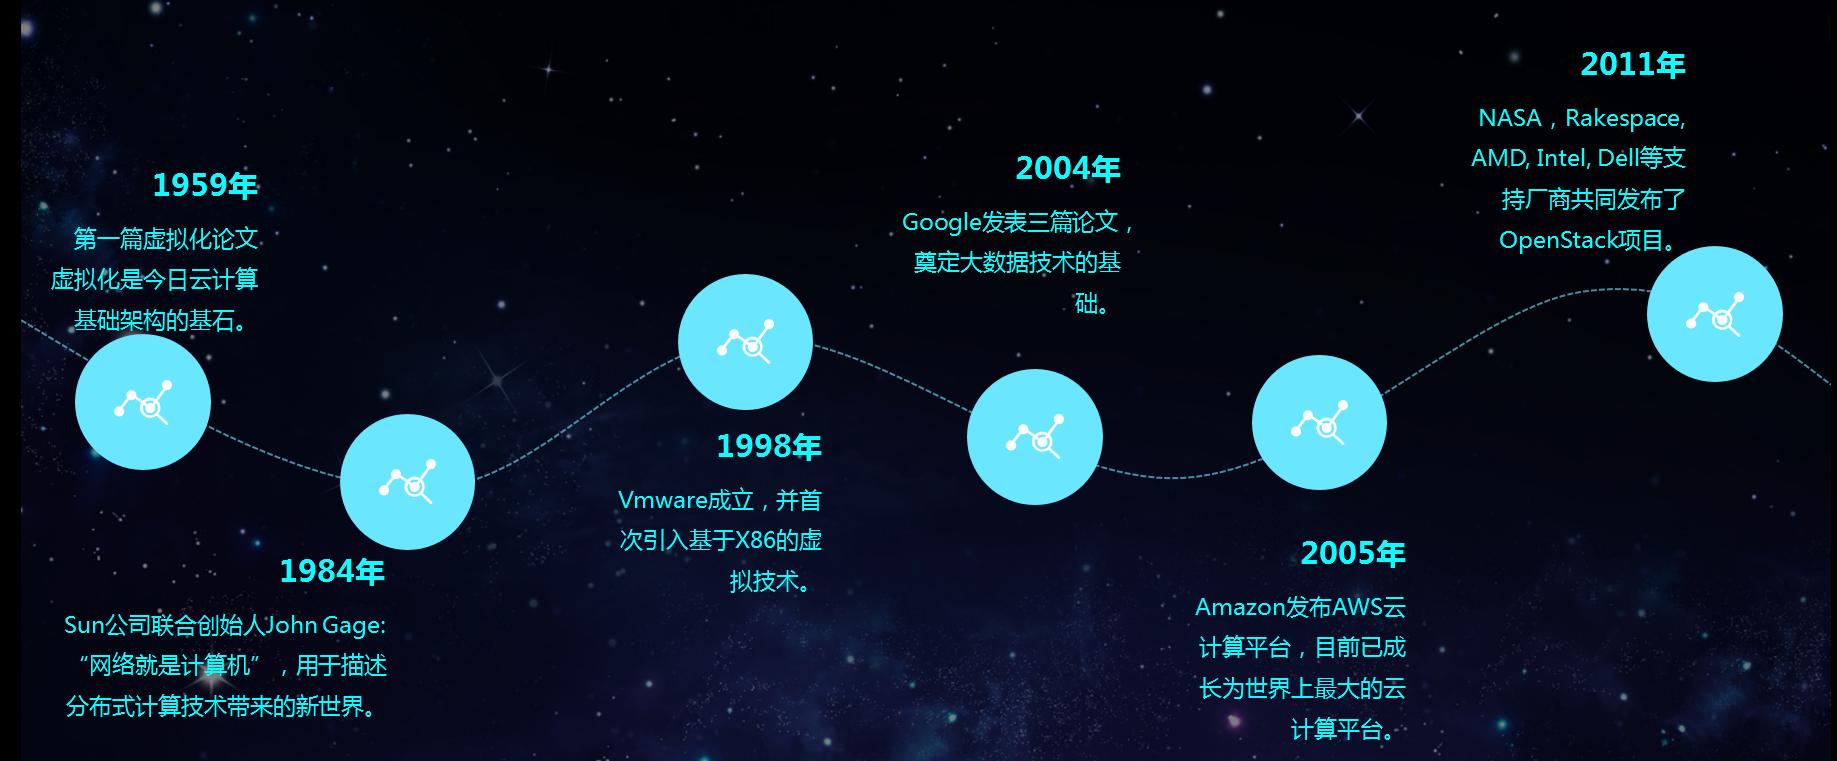 1959年
第一篇虚拟化论文
虚拟化是今日云计算
基础架构的基石。
1984年
Sun公司联合创始人John Gage:
“网络就是计算机”，用于描述
分布式计算技术带来的新世界。
1998年
Vmware成立，并首
次引入基于X86的虚
拟技术。
2004年
Google发表三篇论文，
奠定大数据技术的基
础。
2005年
Amazon发布AWS云
计算平台，目前已成
长为世界上最大的云
计算平台。
2011年
NASA，Rakespace,
AMD, Intel, Dell等支
持厂商共同发布了
OpenStack项目。